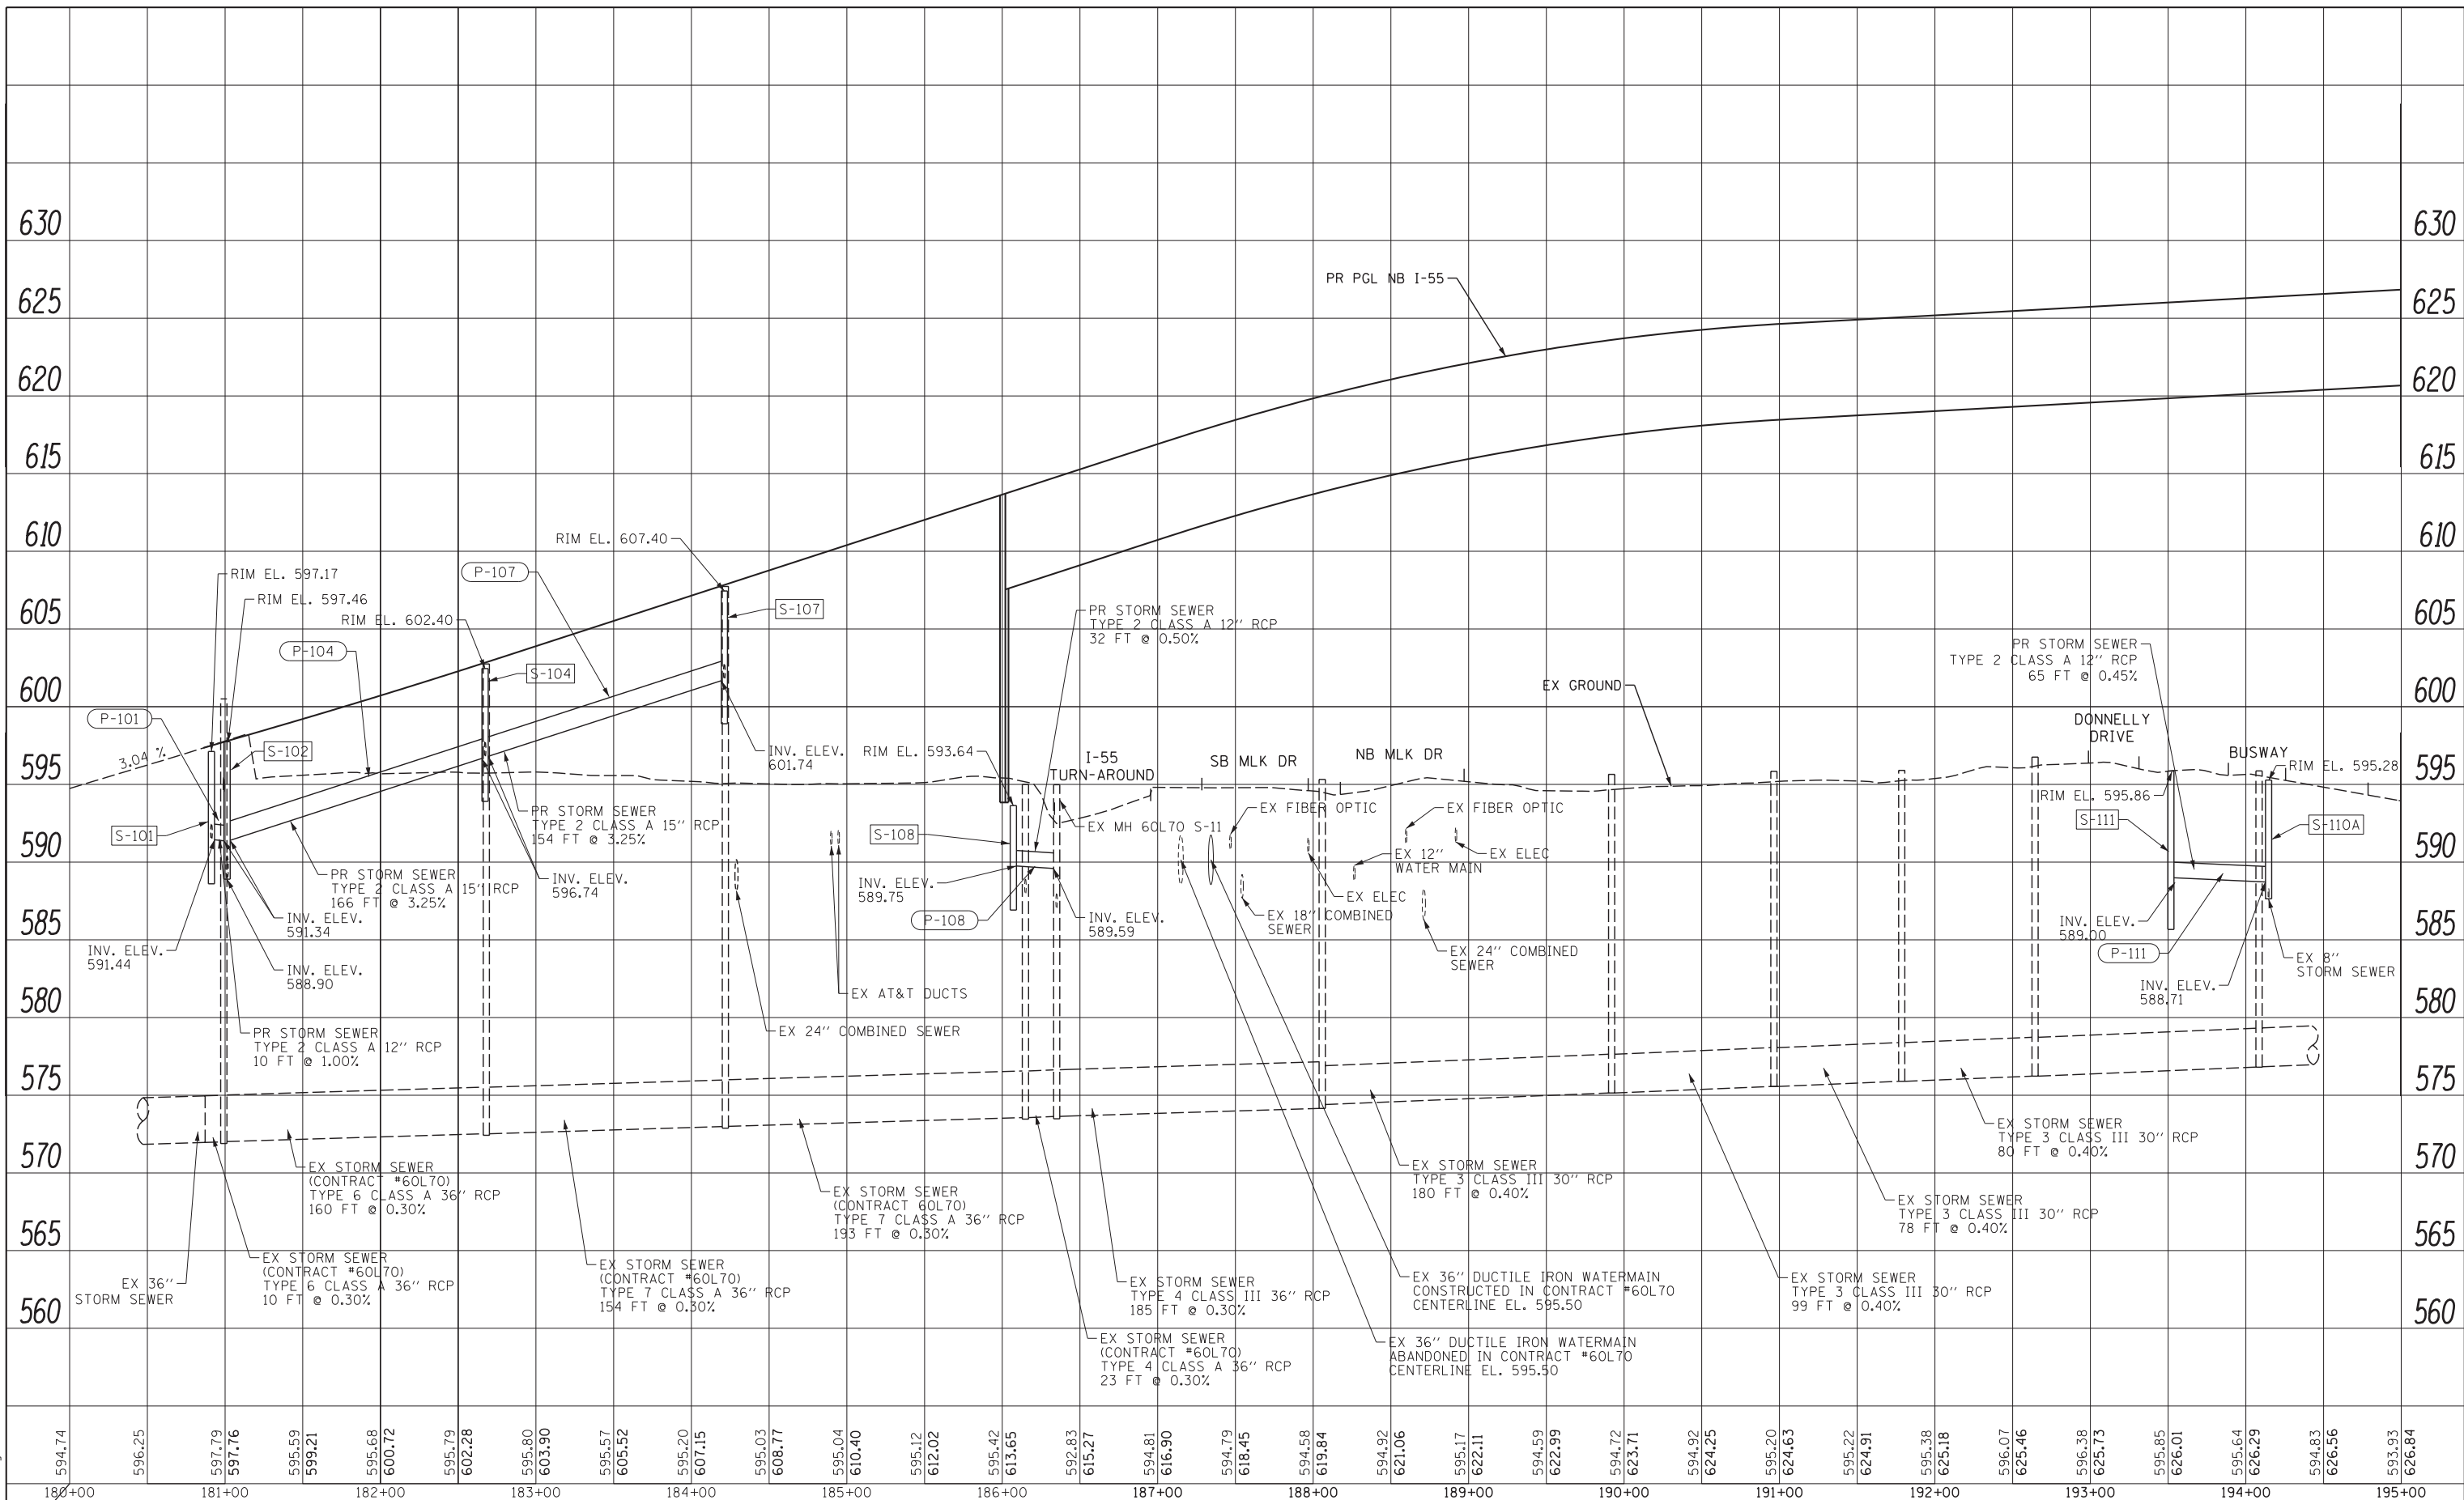 630
630
625
625
620
620
615
615
610
610
605
605
600
600
595
595
590
590
585
585
580
580
575
575
570
570
565
565
560
560
PR PGL NB I-55
RIM EL. 607.40
P-107
RIM EL. 597.17
RIM EL. 597.46
RIM EL. 602.40
P-104
S-107
S-104
P-101
3.04 %
S-102
S-101
PR STORM SEWER
TYPE 2 CLASS A 12" RCP
32 FT @ 0.50%
PR STORM SEWER
TYPE 2 CLASS A 12" RCP
65 FT @ 0.45%
EX GROUND
DONNELLY
DRIVE
BUSWAY
RIM EL. 595.28
RIM EL. 595.86
S-111
S-110A
INV. ELEV.
601.74
RIM EL. 593.64
I-55
TURN-AROUND
SB MLK DR
NB MLK DR
EX FIBER OPTIC
EX FIBER OPTIC
EX MH 60L70 S-11
S-108
PR STORM SEWER
TYPE 2 CLASS A 15" RCP
154 FT @ 3.25%
EX 12"
WATER MAIN
EX ELEC
EX ELEC
PR STORM SEWER
TYPE 2 CLASS A 15" RCP
166 FT @ 3.25%
INV. ELEV.
596.74
INV. ELEV.
589.75
P-108
INV. ELEV.
589.59
EX 18" COMBINED
SEWER
INV. ELEV.
591.34
INV. ELEV.
591.44
INV. ELEV.
588.90
EX 24" COMBINED
SEWER
INV. ELEV.
589.00
P-111
EX 8"
STORM SEWER
INV. ELEV.
588.71
EX AT&T DUCTS
PR STORM SEWER
TYPE 2 CLASS A 12" RCP
10 FT @ 1.00%
EX 24" COMBINED SEWER
EX STORM SEWER
TYPE 3 CLASS III 30" RCP
80 FT @ 0.40%
EX STORM SEWER
(CONTRACT #60L70)
TYPE 6 CLASS A 36" RCP
160 FT @ 0.30%
EX STORM SEWER
TYPE 3 CLASS III 30" RCP
180 FT @ 0.40%
EX STORM SEWER
(CONTRACT 60L70)
TYPE 7 CLASS A 36" RCP
193 FT @ 0.30%
EX STORM SEWER
TYPE 3 CLASS III 30" RCP
78 FT @ 0.40%
EX 36"
STORM SEWER
EX STORM SEWER
(CONTRACT #60L70)
TYPE 6 CLASS A 36" RCP
10 FT @ 0.30%
EX STORM SEWER
(CONTRACT #60L70)
TYPE 7 CLASS A 36" RCP
154 FT @ 0.30%
EX STORM SEWER
TYPE 4 CLASS III 36" RCP
185 FT @ 0.30%
EX 36" DUCTILE IRON WATERMAIN
CONSTRUCTED IN CONTRACT #60L70
CENTERLINE EL. 595.50
EX STORM SEWER
TYPE 3 CLASS III 30" RCP
99 FT @ 0.40%
EX STORM SEWER
(CONTRACT #60L70)
TYPE 4 CLASS A 36" RCP
23 FT @ 0.30%
EX 36" DUCTILE IRON WATERMAIN
ABANDONED IN CONTRACT #60L70
CENTERLINE EL. 595.50
594.74
596.25
597.79
597.76
595.59
599.21
595.68
600.72
595.79
602.28
595.80
603.90
595.57
605.52
595.20
607.15
595.03
608.77
595.04
610.40
595.12
612.02
595.42
613.65
592.83
615.27
594.81
616.90
594.79
618.45
594.58
619.84
594.92
621.06
595.17
622.11
594.59
622.99
594.72
623.71
594.92
624.25
595.20
624.63
595.22
624.91
595.38
625.18
596.07
625.46
596.38
625.73
595.85
626.01
595.64
626.29
594.83
626.56
593.93
626.84
180+00
181+00
182+00
183+00
184+00
185+00
186+00
187+00
188+00
189+00
190+00
191+00
192+00
193+00
194+00
195+00